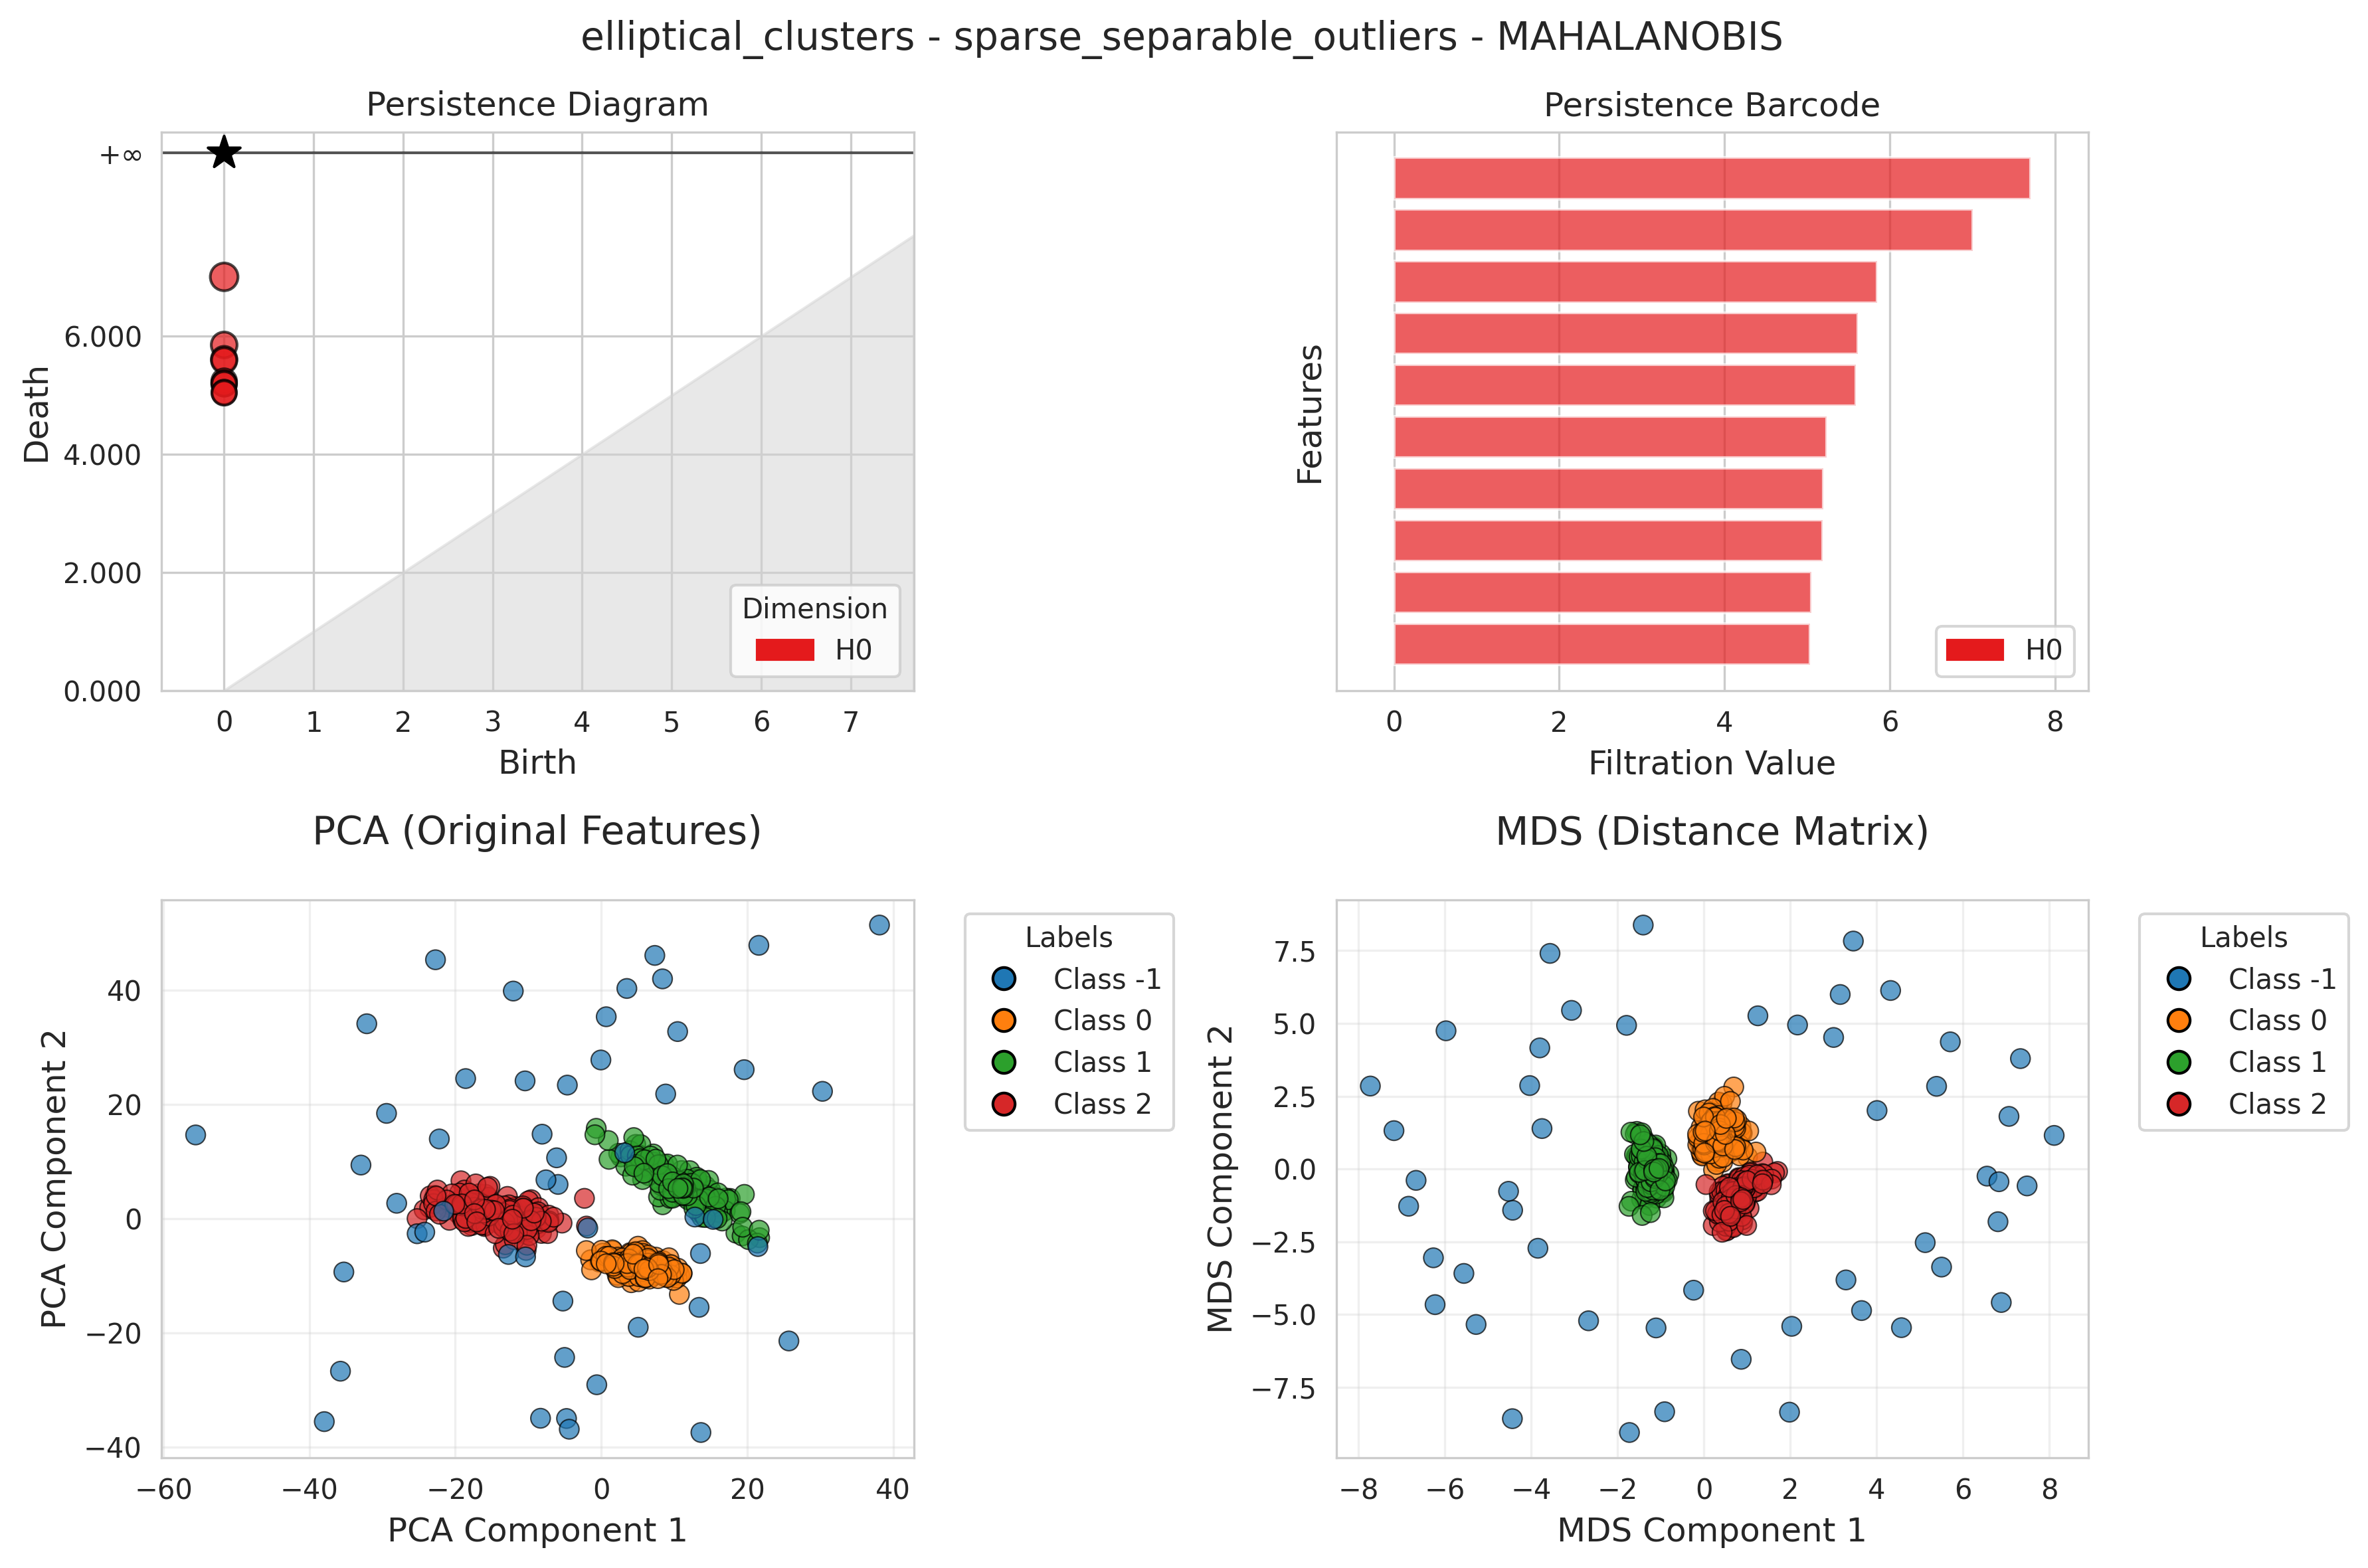 elliptical_clusters - sparse_separable_outliers - MAHALANOBIS
Persistence Diagram
+∞
6.000
4.000
2.000
0.000
Death
0 1 2 3 4 5 6 7
Birth
Dimension
H0
Persistence Barcode
Features
0 2 4 6 8
Filtration Value
H0
PCA (Original Features)
40
20
0
−20
−40
PCA Component 2
−60 −40 −20 0 20 40
PCA Component 1
Labels
Class -1
Class 0
Class 1
Class 2
MDS (Distance Matrix)
7.5
5.0
2.5
0.0
−2.5
−5.0
−7.5
MDS Component 2
−8 −6 −4 −2 0 2 4 6 8
MDS Component 1
Labels
Class -1
Class 0
Class 1
Class 2